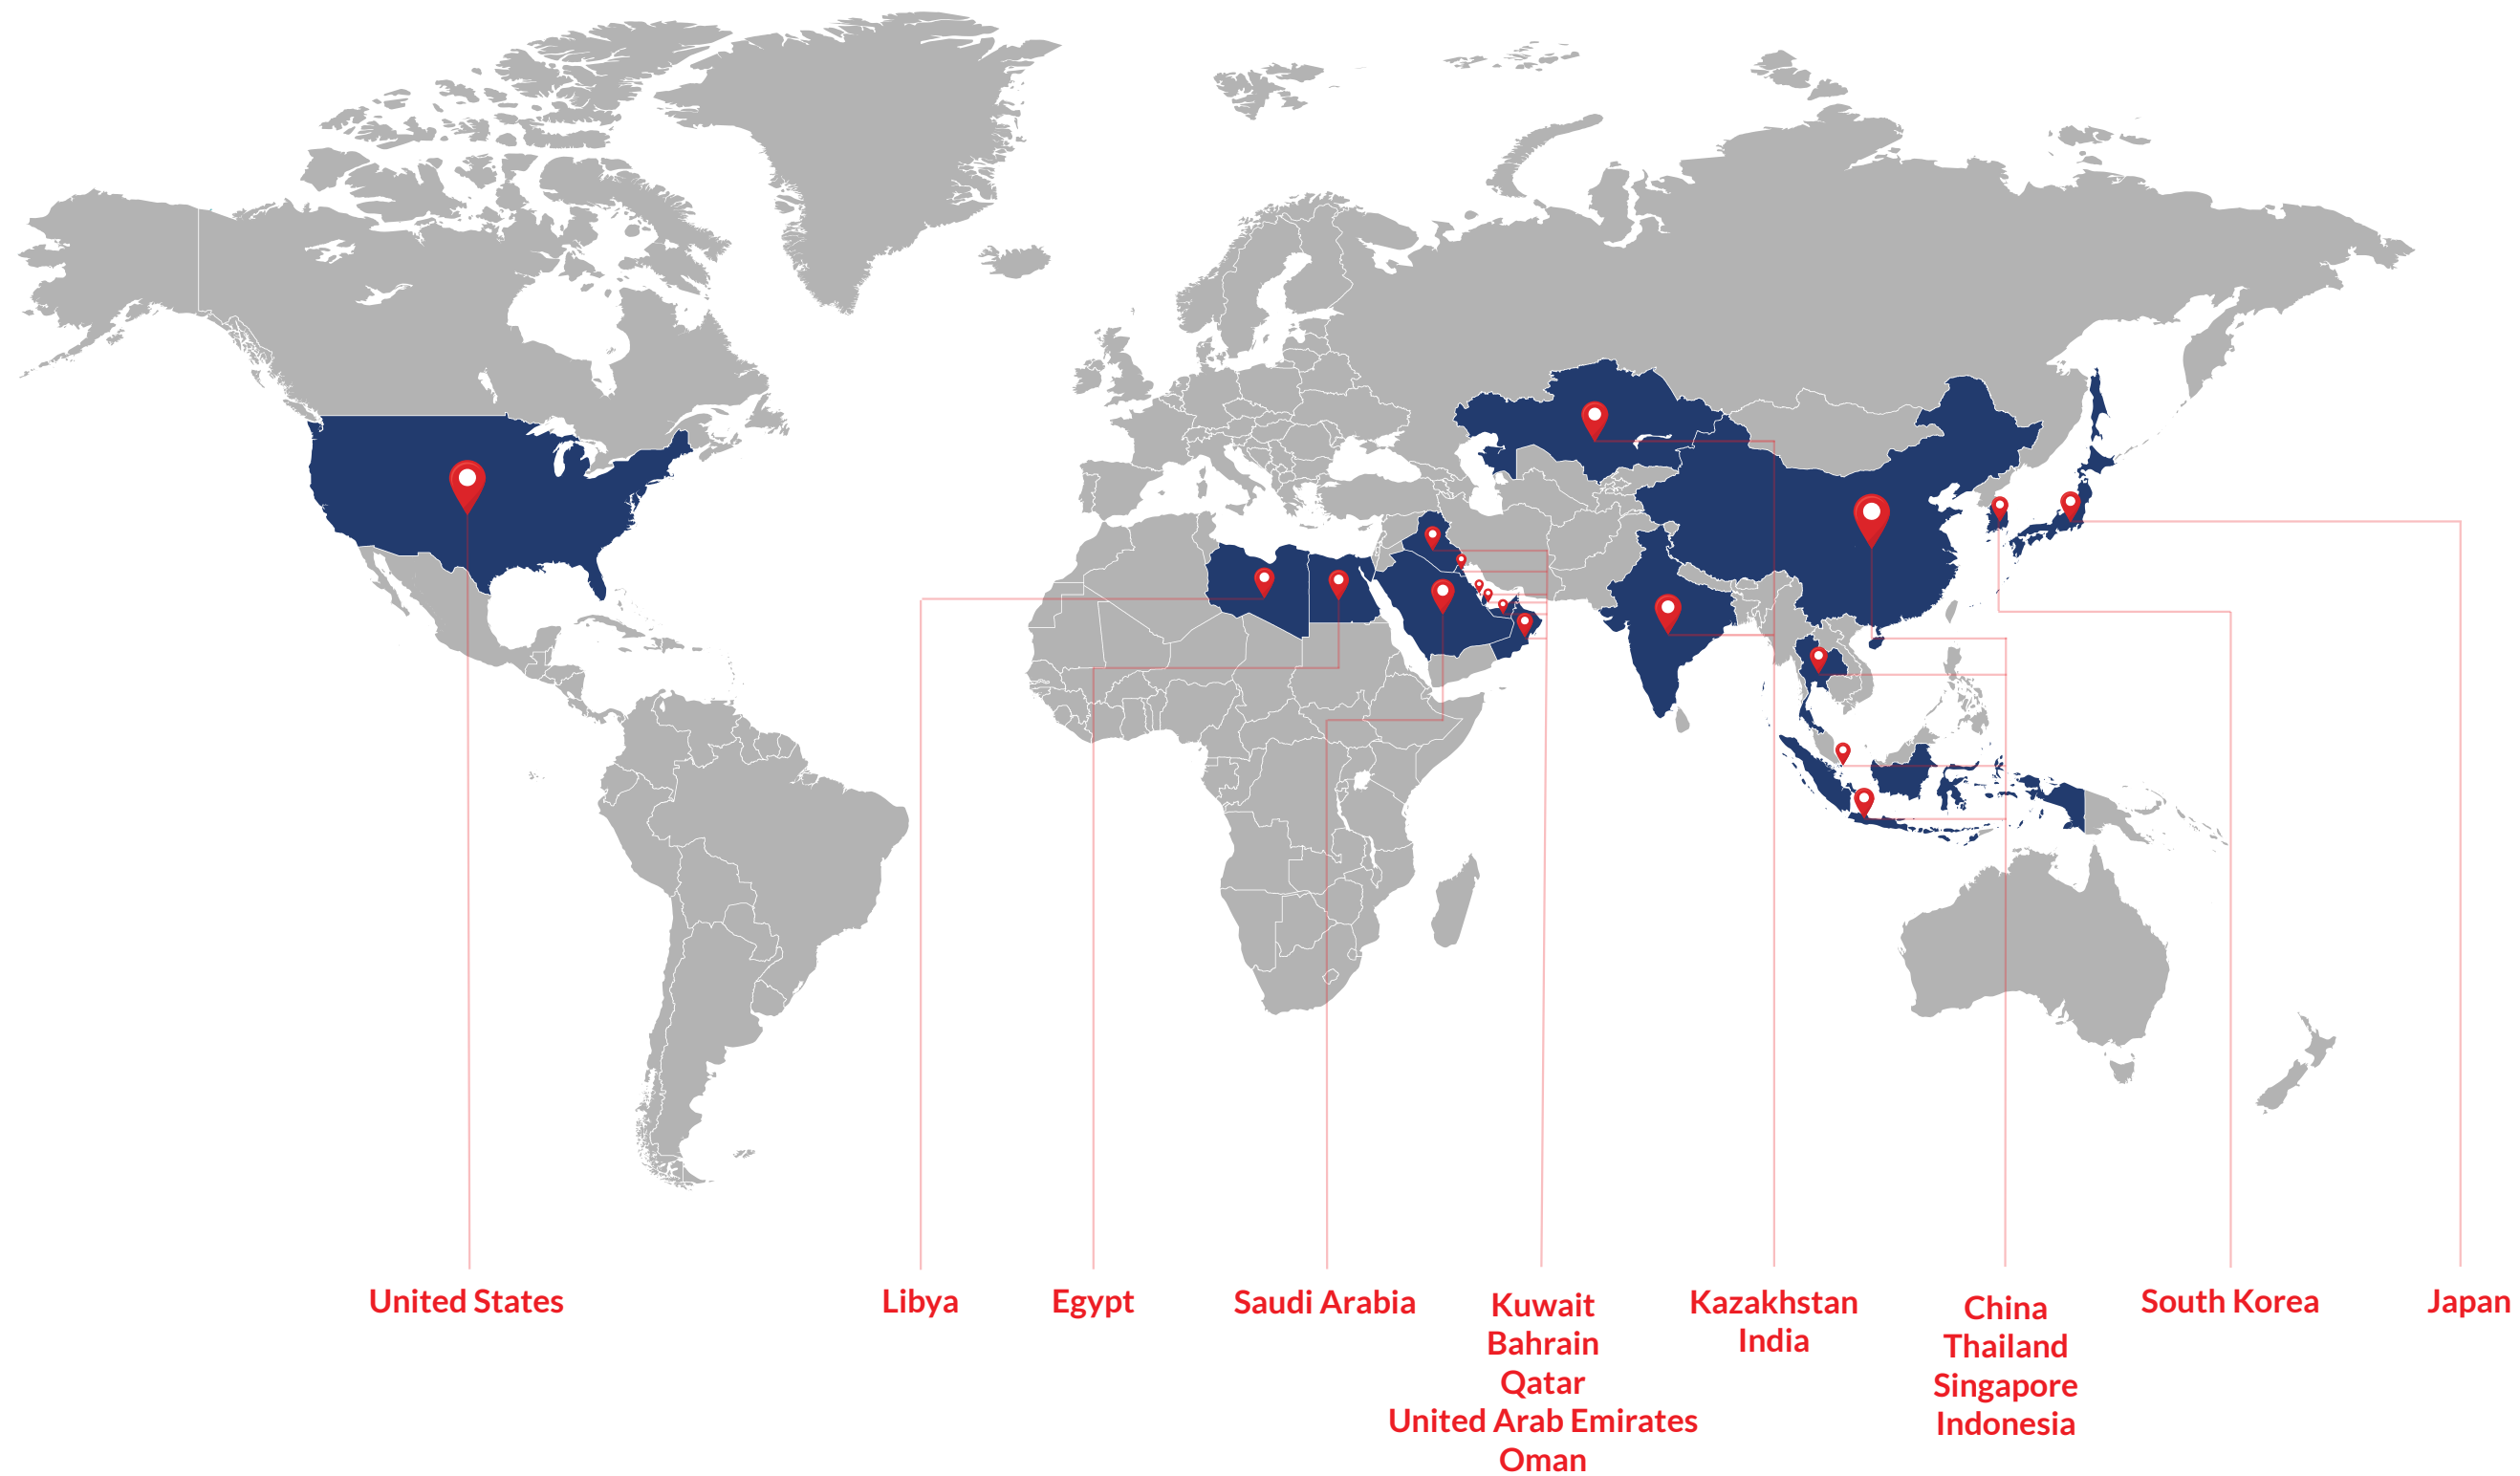 United States
Libya
Egypt
Saudi Arabia
Kuwait
Bahrain
Qatar
United Arab Emirates
Oman
Kazakhstan
India
China
Thailand
Singapore
Indonesia
South Korea
Japan